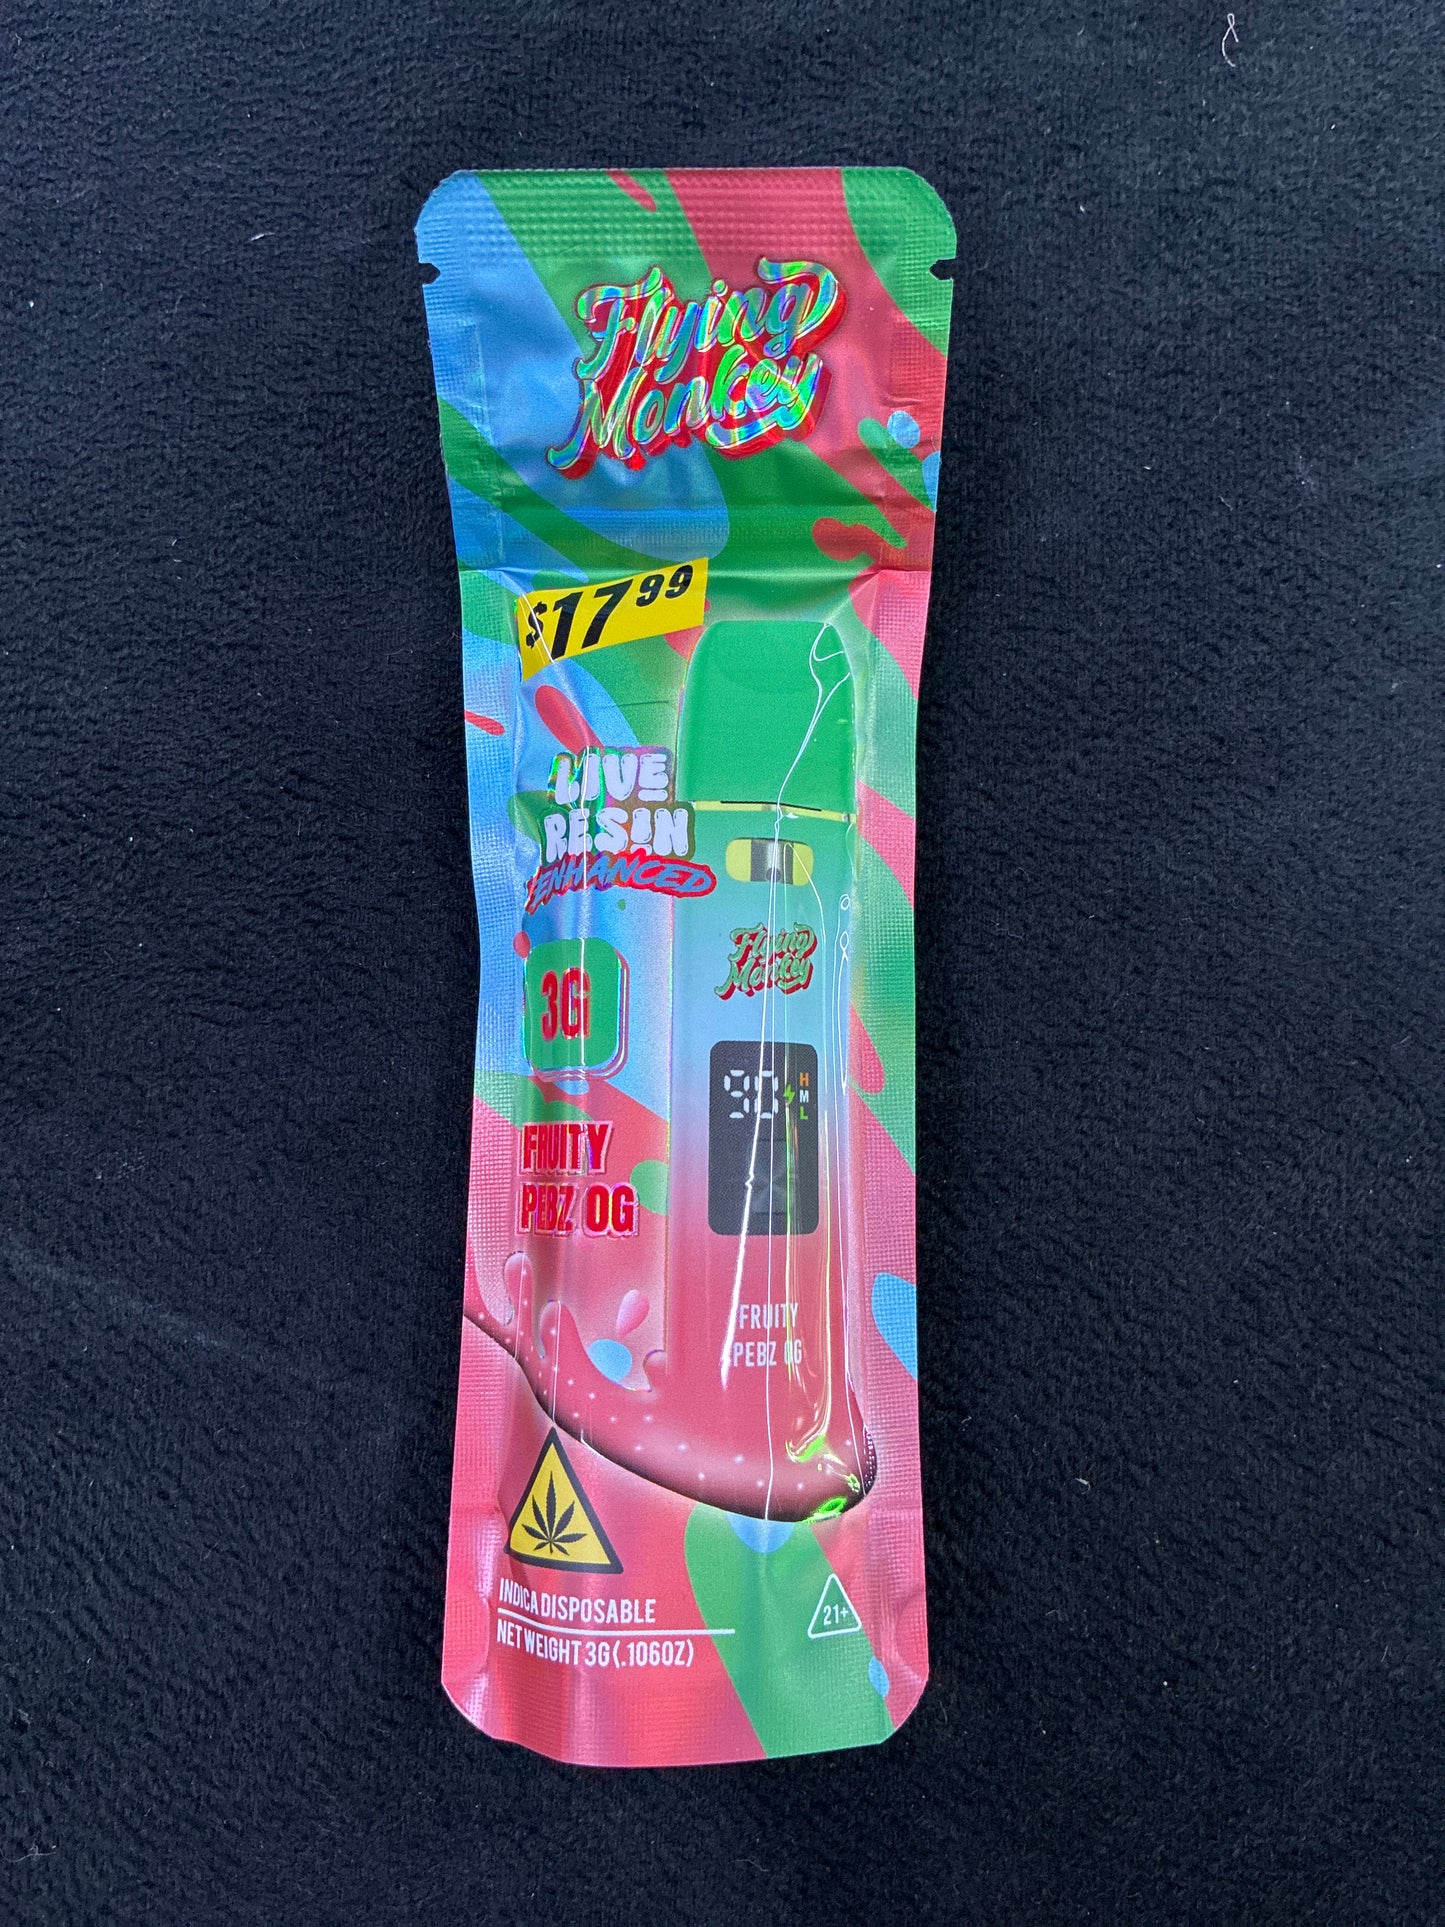 Flying
Monkey
$17.99
LIVE
RESIN
ENHANCED
Flying
Monkey
3G
90 H
M
L
FRUITY
PEBZ OG
FRUITY
PEBZ OG
INDICA DISPOSABLE
NET WEIGHT 3G (.106OZ)
21+